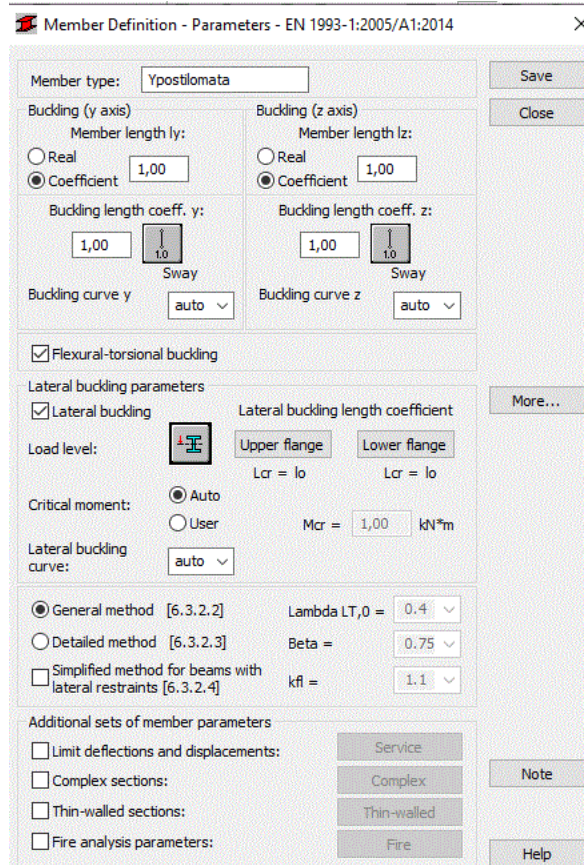 Member Definition - Parameters - EN 1993-1:2005/A1:2014
Member type: Ypostilomata
Save
Close
Buckling (y axis)
Member length ly:
Real
Coefficient 1,00
Buckling length coeff. y:
1,00
1.0
Sway
Buckling curve y auto
Buckling (z axis)
Member length lz:
Real
Coefficient 1,00
Buckling length coeff. z:
1,00
1.0
Sway
Buckling curve z auto
Flexural-torsional buckling
Lateral buckling parameters
More...
Lateral buckling Lateral buckling length coefficient
Load level: Upper flange Lower flange
Lcr = lo Lcr = lo
Critical moment: Auto
User Mcr = 1,00 kN*m
Lateral buckling
curve: auto
General method [6.3.2.2] Lambda LT,0 = 0.4
Detailed method [6.3.2.3] Beta = 0.75
Simplified method for beams with
lateral restraints [6.3.2.4] kfl = 1.1
Additional sets of member parameters
Limit deflections and displacements: Service
Complex sections: Complex
Thin-walled sections: Thin-walled
Fire analysis parameters: Fire
Note
Help